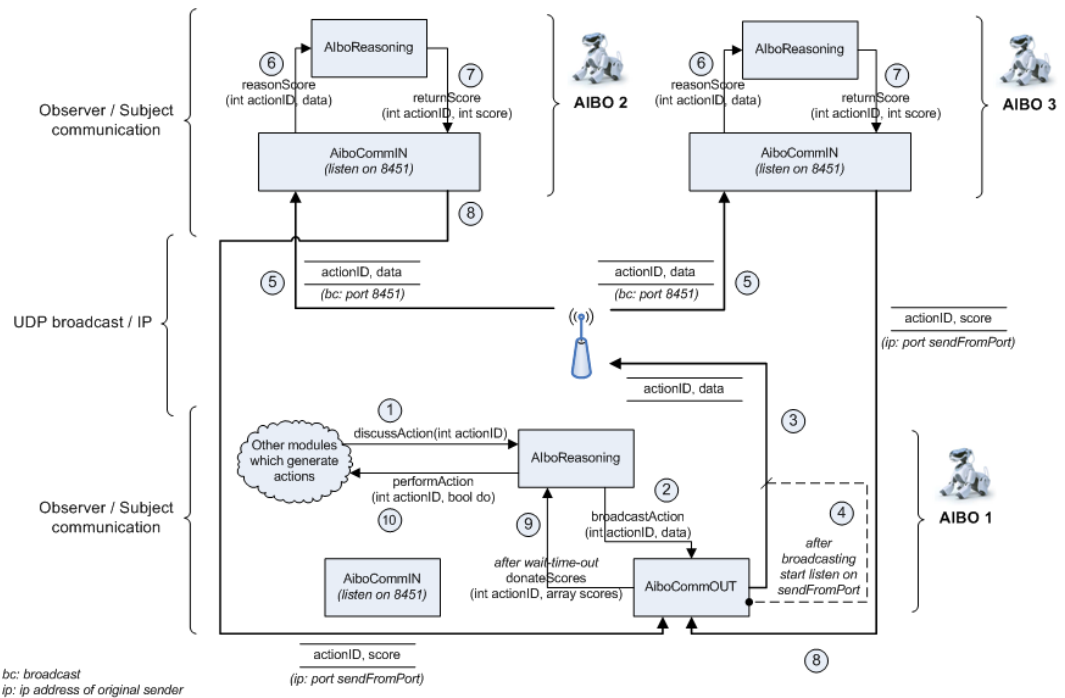 AIboReasoning
6
7
reasonScore
(int actionID, data)
returnScore
(int actionID, int score)
AIBO 2
AIboReasoning
6
7
reasonScore
(int actionID, data)
returnScore
(int actionID, int score)
AIBO 3
Observer / Subject
communication
AiboCommIN
(listen on 8451)
AiboCommIN
(listen on 8451)
8
5
actionID, data
(bc: port 8451)
actionID, data
(bc: port 8451)
5
UDP broadcast / IP
actionID, score
(ip: port sendFromPort)
actionID, data
3
1
discussAction(int actionID)
Other modules
which generate
actions
AIboReasoning
performAction
(int actionID, bool do)
10
2
broadcastAction
(int actionID, data)
9
4
after
broadcasting
start listen on
sendFromPort
AIBO 1
Observer / Subject
communication
after wait-time-out
donateScores
(int actionID, array scores)
AiboCommIN
(listen on 8451)
AiboCommOUT
actionID, score
(ip: port sendFromPort)
8
bc: broadcast
ip: ip address of original sender